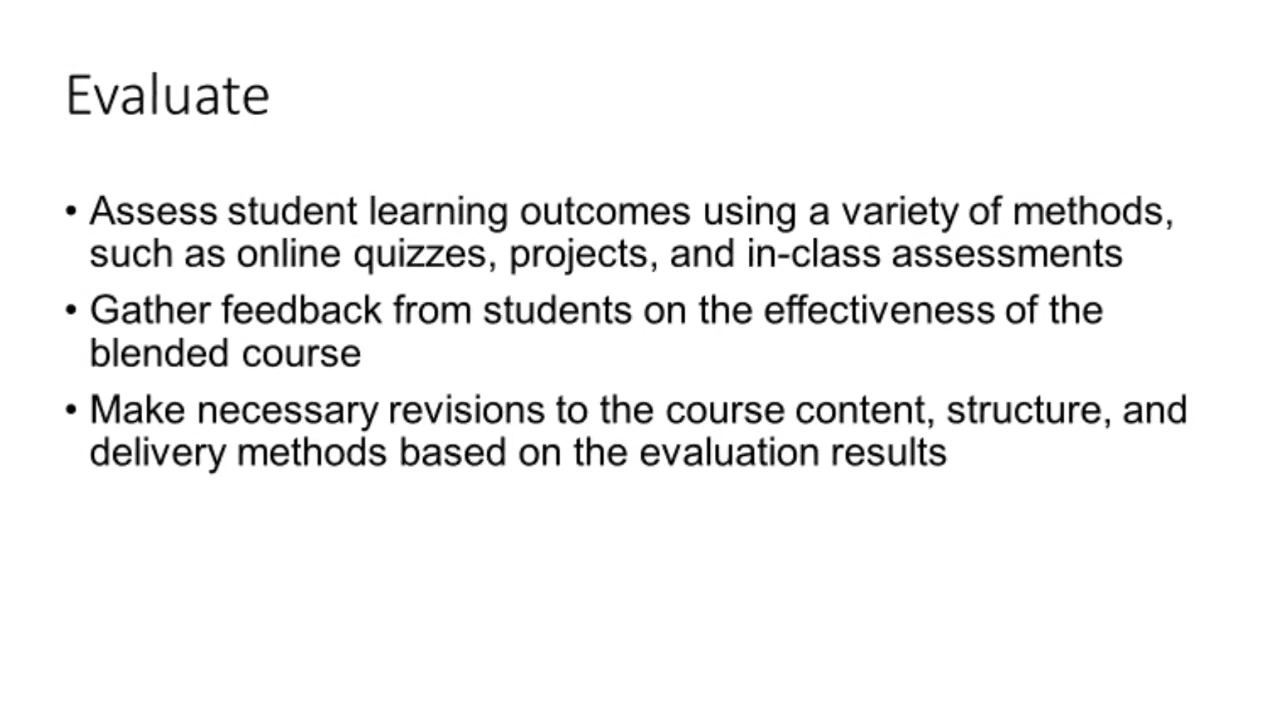 Evaluate
• Assess student learning outcomes using a variety of methods,
such as online quizzes, projects, and in-class assessments
• Gather feedback from students on the effectiveness of the
blended course
• Make necessary revisions to the course content, structure, and
delivery methods based on the evaluation results